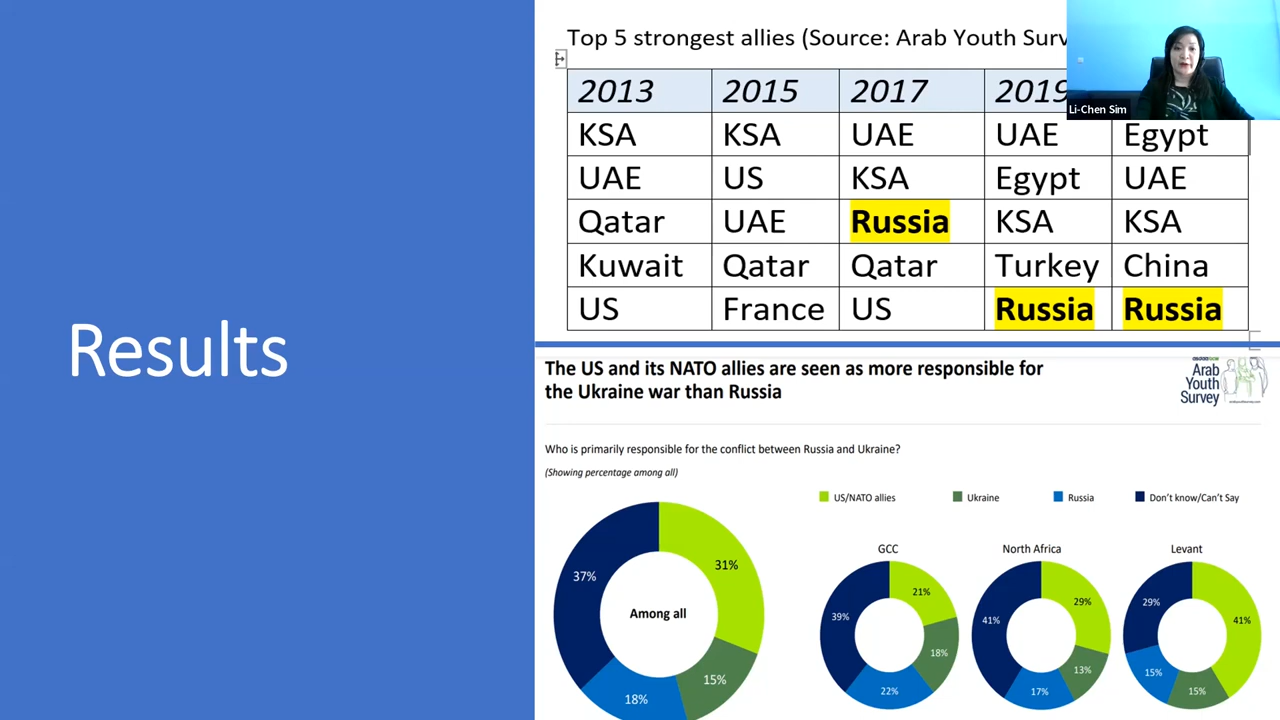 Results
Top 5 strongest allies (Source: Arab Youth Surv
2013 2015 2017 2019
KSA KSA UAE UAE Egypt
UAE US KSA Egypt UAE
Qatar UAE Russia KSA KSA
Kuwait Qatar Qatar Turkey China
US France US Russia Russia
Li-Chen Sim
The US and its NATO allies are seen as more responsible for
the Ukraine war than Russia
Arab
Youth
Survey
Who is primarily responsible for the conflict between Russia and Ukraine?
(Showing percentage among all)
US/NATO allies Ukraine Russia Don't know/Can't Say
GCC North Africa Levant
37% 31%
Among all
15%
18%
39% 21%
18%
22%
41% 29%
13%
17%
29% 41%
15% 15%